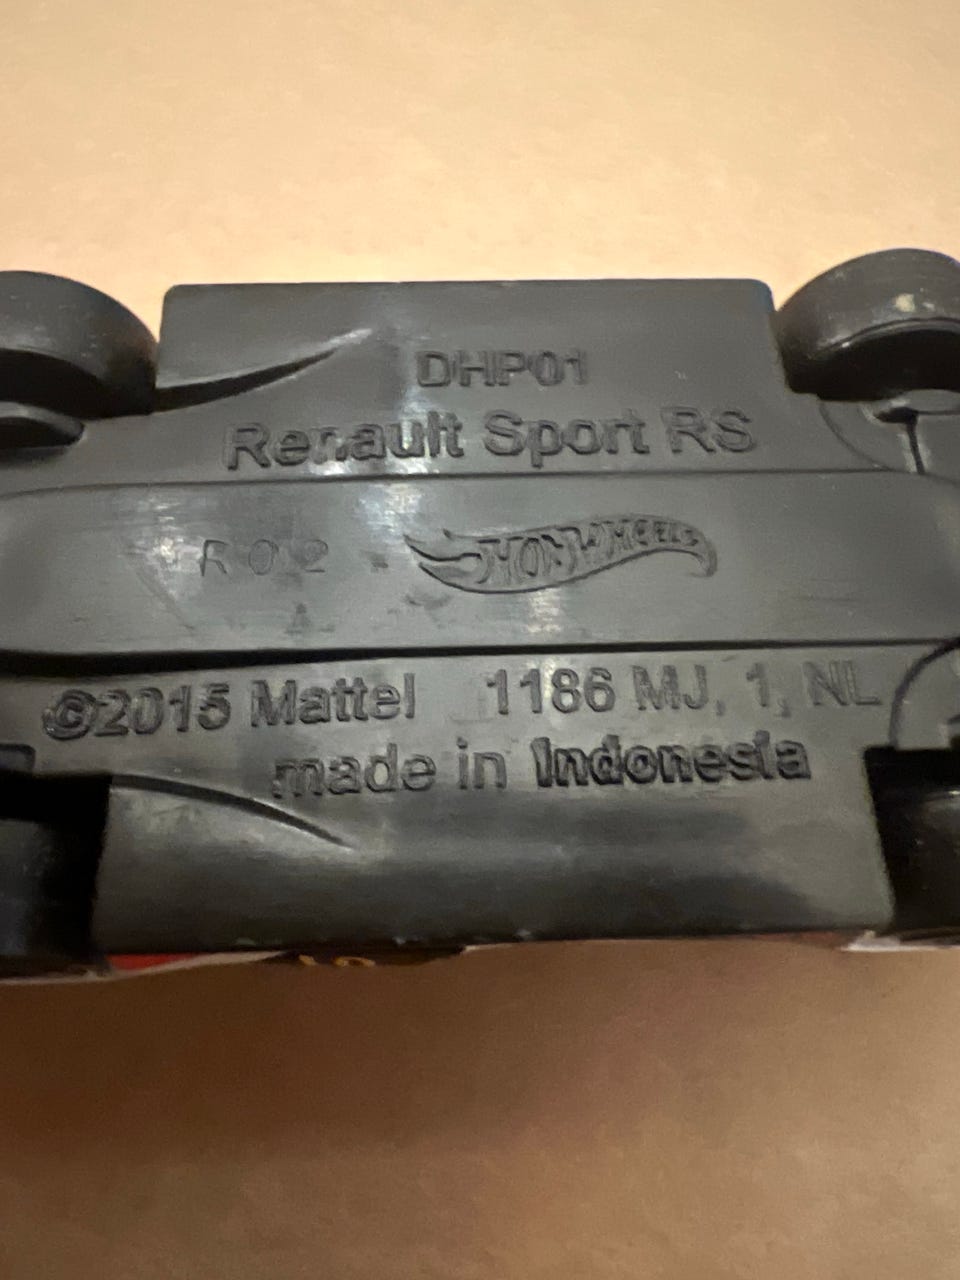 DHP01
Renault Sport RS
R02 HOT WHEELS
©2015 Mattel 1186 MJ, 1, NL
made in Indonesia